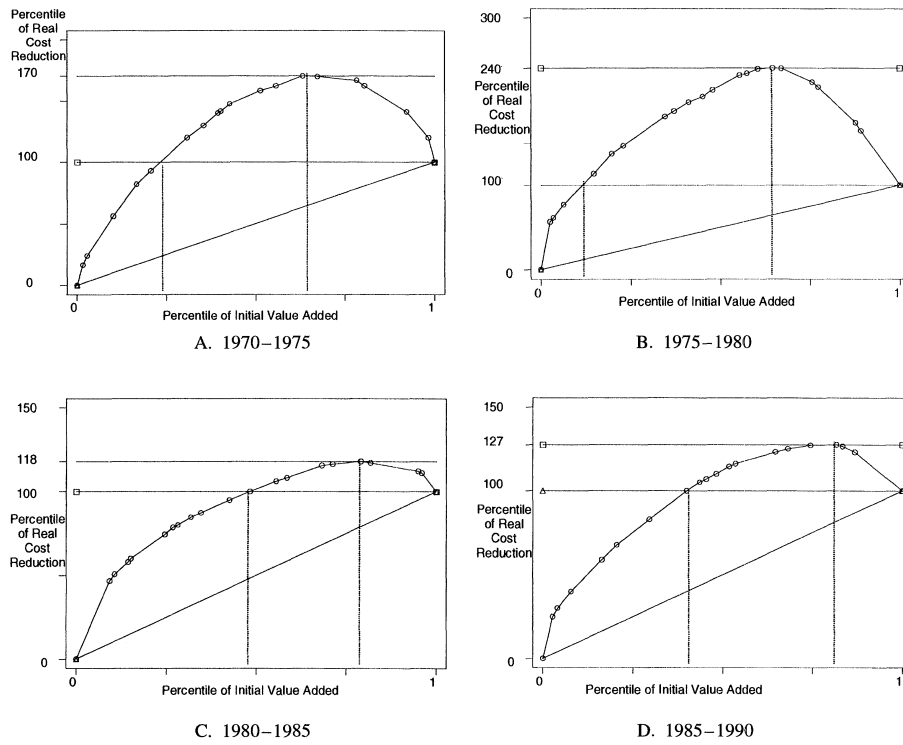 Percentile
of Real
Cost
Reduction
170
100
0
0
1
Percentile of Initial Value Added
A. 1970–1975
300
240
Percentile
of Real
Cost
Reduction
100
0
0
1
Percentile of Initial Value Added
B. 1975–1980
150
118
100
Percentile
of Real
Cost
Reduction
0
0
1
Percentile of Initial Value Added
C. 1980–1985
150
127
100
Percentile
of Real
Cost
Reduction
0
0
1
Percentile of Initial Value Added
D. 1985–1990